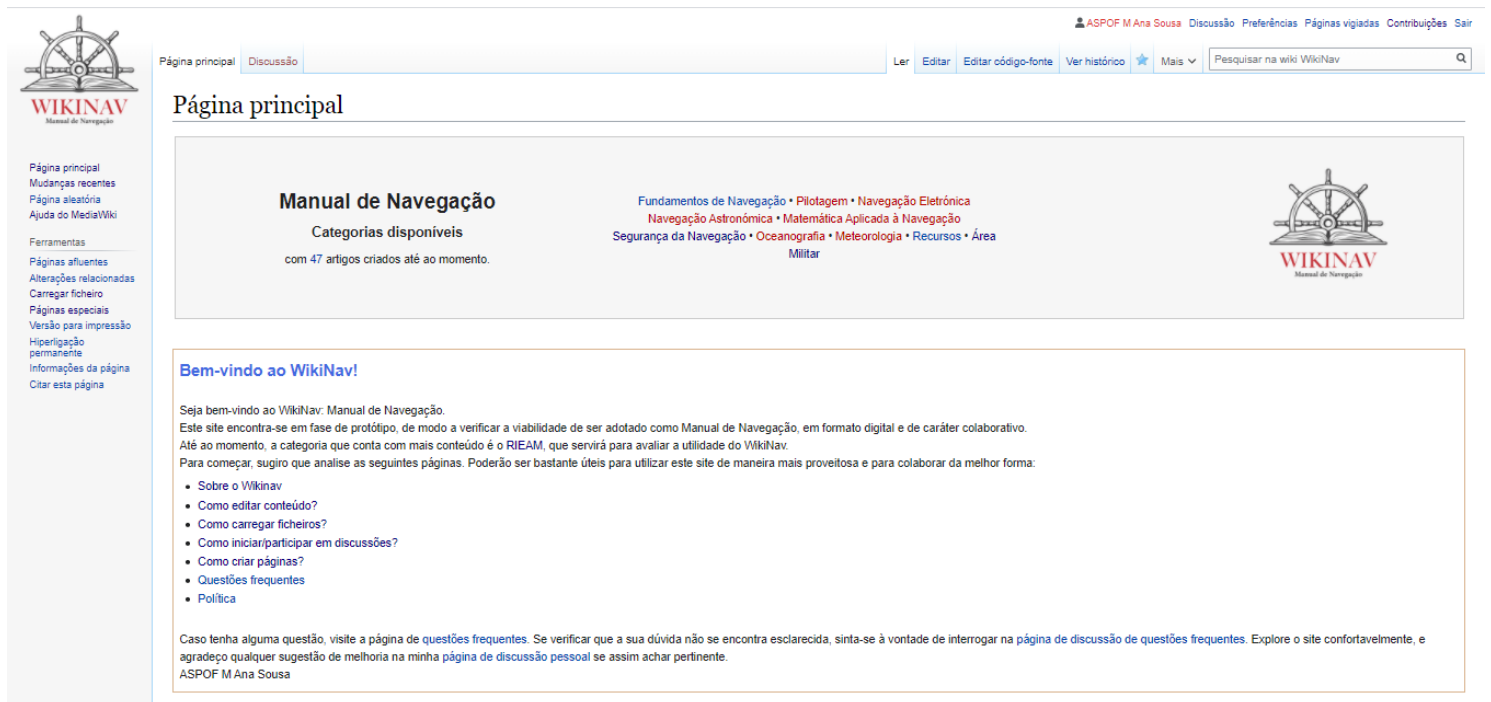 ASPOF M Ana Sousa Discussão Preferências Páginas vigiadas Contribuições Sair
Página principal Discussão Ler Editar Editar código-fonte Ver histórico Mais Pesquisar na wiki WikiNav
WIKINAV
Manual de Navegação
Página principal
Mudanças recentes
Página aleatória
Ajuda do MediaWiki
Ferramentas
Páginas afluentes
Alterações relacionadas
Carregar ficheiro
Páginas especiais
Versão para impressão
Hiperligação
permanente
Informações da página
Citar esta página
Página principal
Manual de Navegação
Categorias disponíveis
com 47 artigos criados até ao momento.
Fundamentos de Navegação • Pilotagem • Navegação Eletrónica
Navegação Astronómica • Matemática Aplicada à Navegação
Segurança da Navegação • Oceanografia • Meteorologia • Recursos • Área
Militar
WIKINAV
Manual de Navegação
Bem-vindo ao WikiNav!
Seja bem-vindo ao WikiNav: Manual de Navegação.
Este site encontra-se em fase de protótipo, de modo a verificar a viabilidade de ser adotado como Manual de Navegação, em formato digital e de caráter colaborativo.
Até ao momento, a categoria que conta com mais conteúdo é o RIEAM, que servirá para avaliar a utilidade do WikiNav.
Para começar, sugiro que analise as seguintes páginas. Poderão ser bastante úteis para utilizar este site de maneira mais proveitosa e para colaborar da melhor forma:
• Sobre o Wikinav
• Como editar conteúdo?
• Como carregar ficheiros?
• Como iniciar/participar em discussões?
• Como criar páginas?
• Questões frequentes
• Política
Caso tenha alguma questão, visite a página de questões frequentes. Se verificar que a sua dúvida não se encontra esclarecida, sinta-se à vontade de interrogar na página de discussão de questões frequentes. Explore o site confortavelmente, e
agradeço qualquer sugestão de melhoria na minha página de discussão pessoal se assim achar pertinente.
ASPOF M Ana Sousa